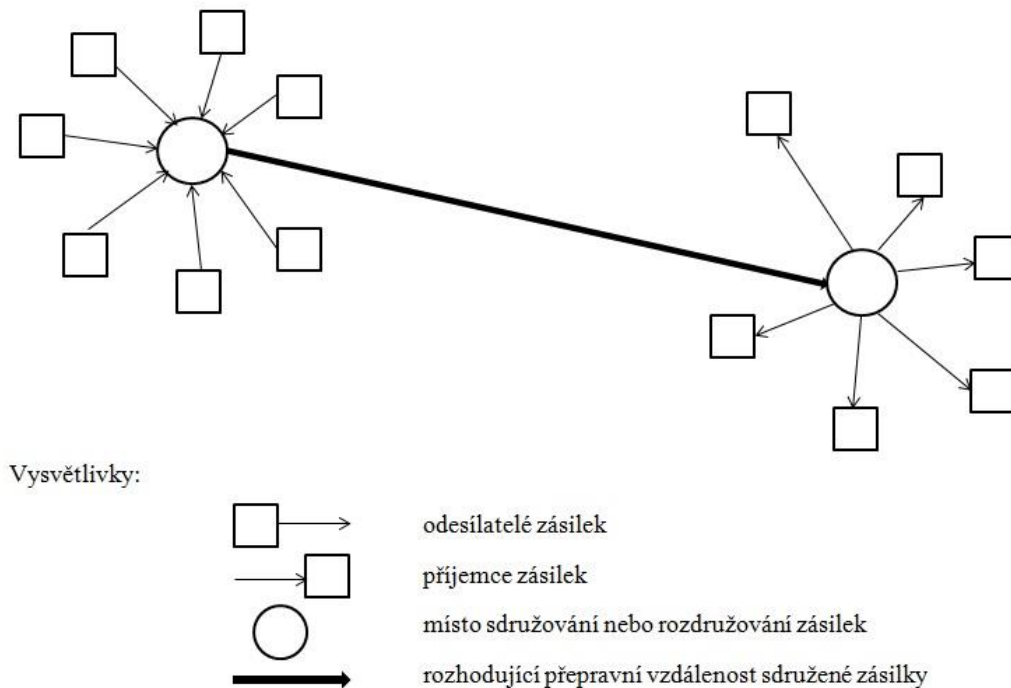 Vysvětlivky:
odesílatelé zásilek
příjemce zásilek
místo sdružování nebo rozdružování zásilek
rozhodující přepravní vzdálenost sdružené zásilky